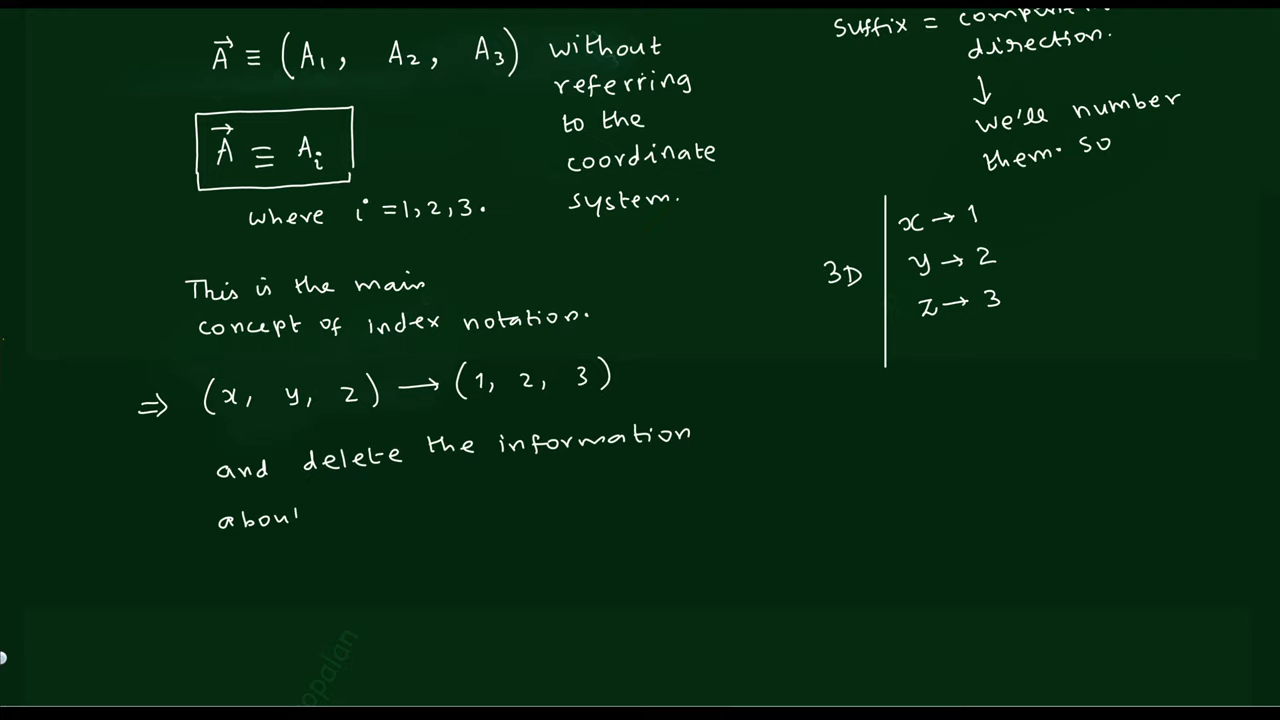 A⃗ ≡ (A₁, A₂, A₃) without
referring
to the
coordinate
system.
A⃗ ≡ Aᵢ
where i = 1, 2, 3.
This is the main
concept of index notation.
⇒ (x, y, z) → (1, 2, 3)
and delete the information
about
suffix =
direction.
↓
we'll number
them. so
3D
x → 1
y → 2
z → 3